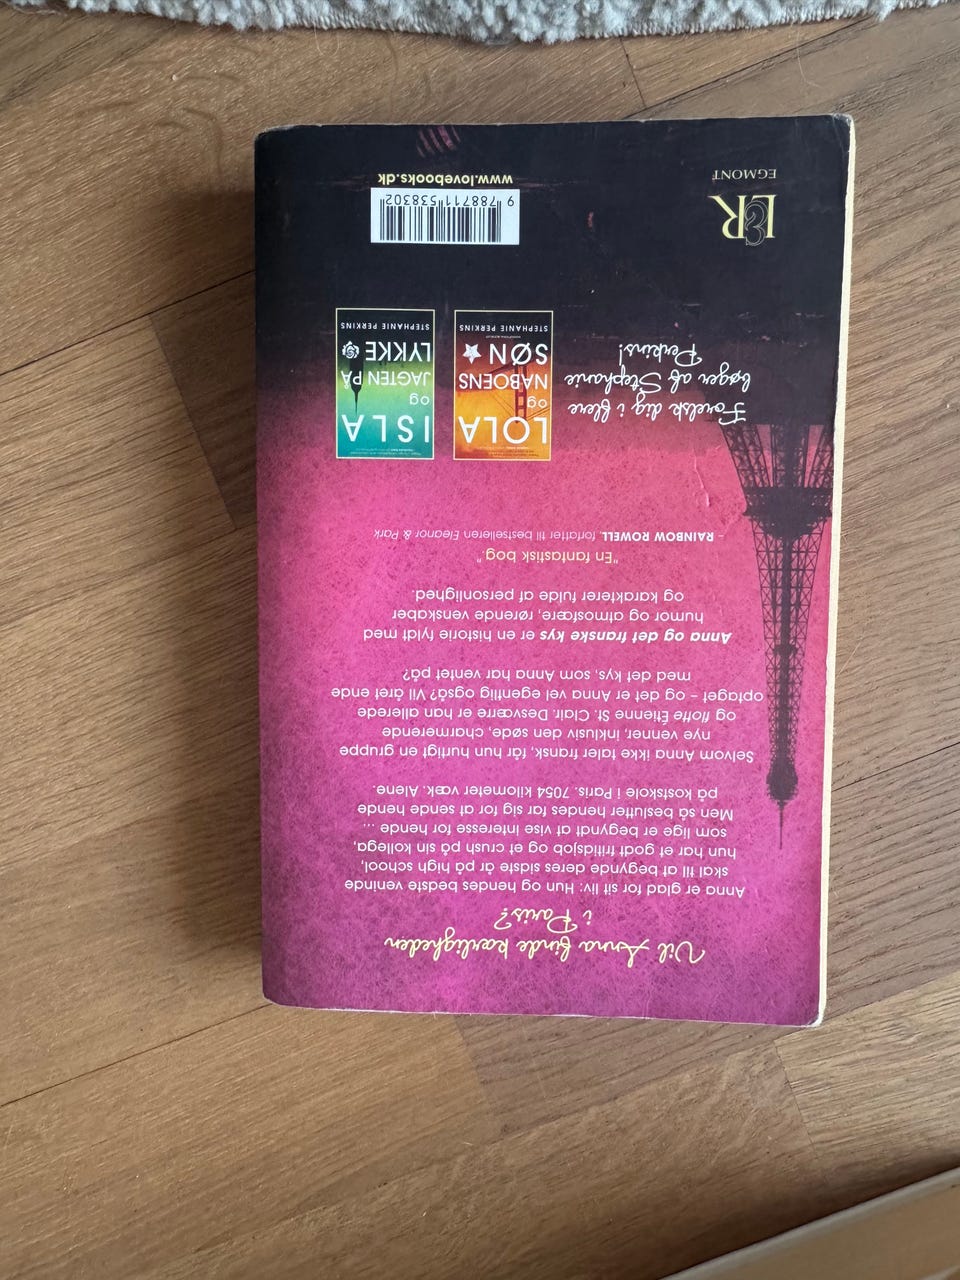 Vil Anna finde kærligheden
i Paris?
Anna er glad for sit liv: Hun og hendes bedste veninde
skal til at begynde deres sidste år på high school,
hun har et godt fritidsjob og et crush på sin kollega,
som lige er begyndt at vise interesse for hende ...
Men så beslutter hendes far sig for at sende hende
på kostskole i Paris. 7054 kilometer væk. Alene.
Selvom Anna ikke taler fransk, får hun hurtigt en gruppe
nye venner, inklusiv den søde, charmerende
og flotte Étienne St. Clair. Desværre er han allerede
optaget – og det er Anna vel egentlig også? Vil året ende
med det kys, som Anna har ventet på?
Anna og det franske kys er en historie fyldt med
humor og atmosfære, rørende venskaber
og karakterer fulde af personlighed.
"En fantastisk bog."
– RAINBOW ROWELL, forfatter til bestselleren Eleanor & Park
Forelsk dig i flere
bøger af Stephanie
Perkins!
LOLA
og
NABOENS
SØN
STEPHANIE PERKINS
ISLA
og
JAGTEN PÅ
LYKKE
STEPHANIE PERKINS
L&R
EGMONT
9 788711 538302
www.lovebooks.dk